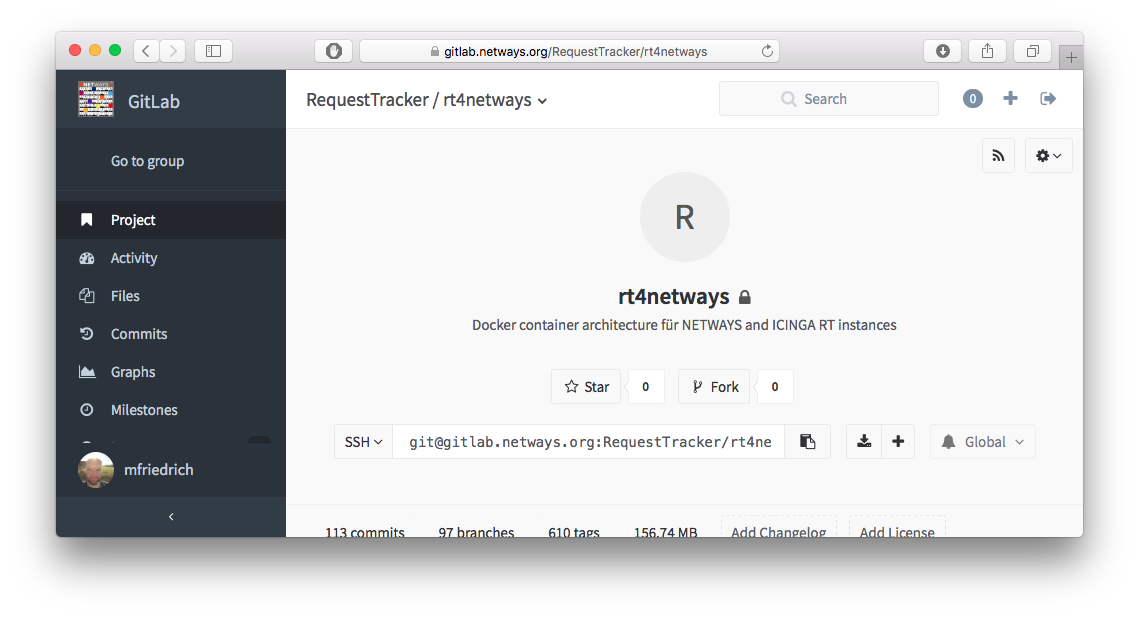 gitlab.netways.org/RequestTracker/rt4netways
GitLab
RequestTracker / rt4netways
Search
0
Go to group
Project
Activity
Files
Commits
Graphs
Milestones
mfriedrich
R
rt4netways
Docker container architecture für NETWAYS and ICINGA RT instances
Star
0
Fork
0
SSH
git@gitlab.netways.org:RequestTracker/rt4ne
Global
113 commits
97 branches
610 tags
156.74 MB
Add Changelog
Add License